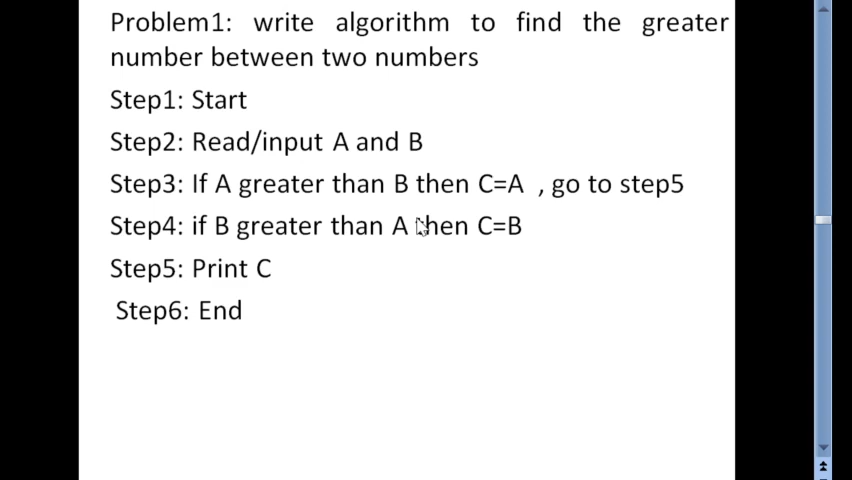 Problem1: write algorithm to find the greater
number between two numbers
Step1: Start
Step2: Read/input A and B
Step3: If A greater than B then C=A , go to step5
Step4: if B greater than A then C=B
Step5: Print C
Step6: End